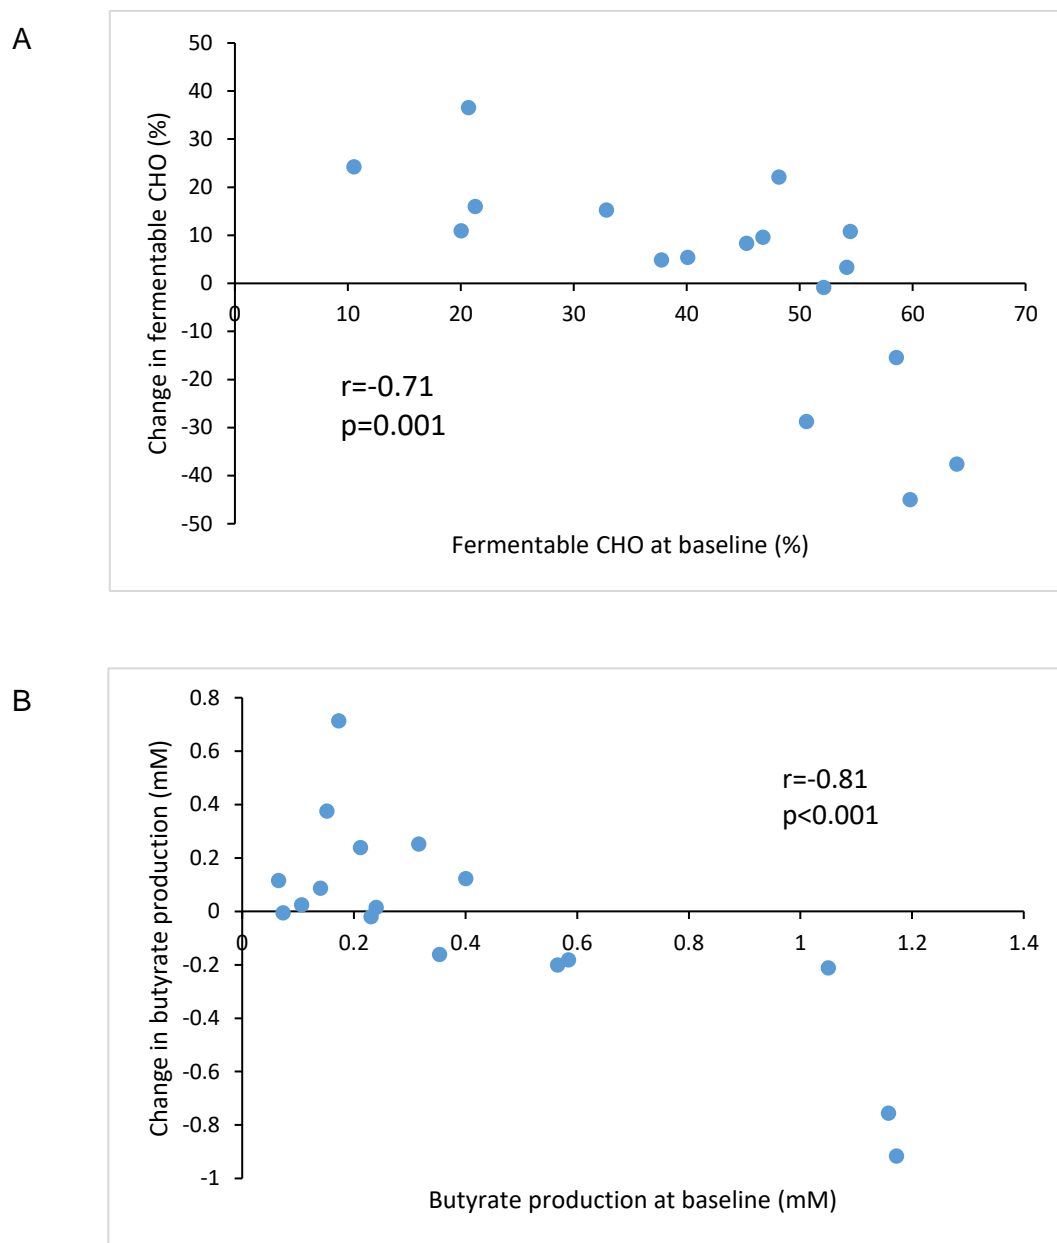 A
50
40
30
20
10
0
-10
-20
-30
-40
-50
Change in fermentable CHO (%)
0 10 20 30 40 50 60 70
r=-0.71
p=0.001
Fermentable CHO at baseline (%)
B
0.8
0.6
0.4
0.2
0
-0.2
-0.4
-0.6
-0.8
-1
Change in butyrate production (mM)
r=-0.81
p<0.001
0 0.2 0.4 0.6 0.8 1 1.2 1.4
Butyrate production at baseline (mM)